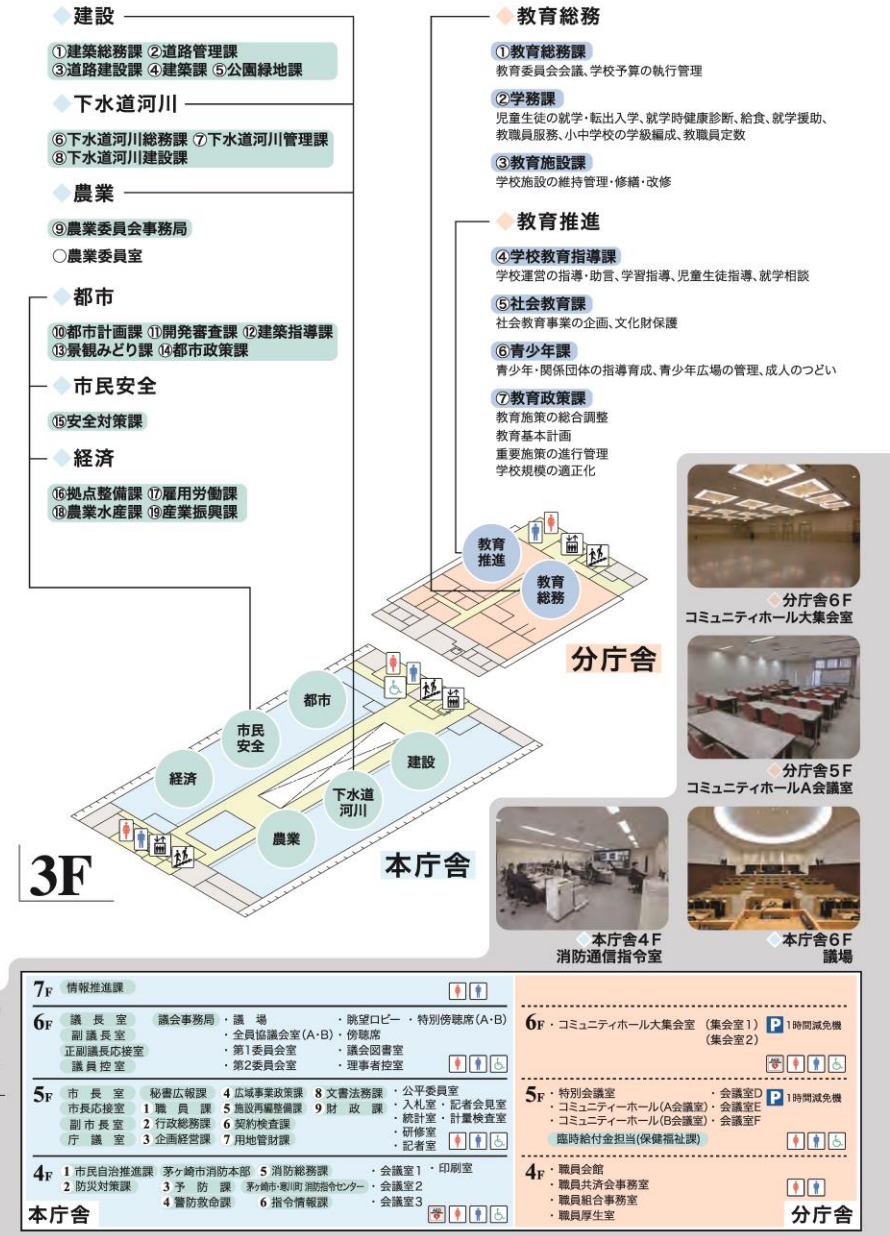 建設
①建築総務課 ②道路管理課
③道路建設課 ④建築課 ⑤公園緑地課
下水道河川
⑥下水道河川総務課 ⑦下水道河川管理課
⑧下水道河川建設課
農業
⑨農業委員会事務局
○農業委員室
都市
⑩都市計画課 ⑪開発審査課 ⑫建築指導課
⑬景観みどり課 ⑭都市政策課
市民安全
⑮安全対策課
経済
⑯拠点整備課 ⑰雇用労働課
⑱農業水産課 ⑲産業振興課
教育総務
①教育総務課
教育委員会会議、学校予算の執行管理
②学務課
児童生徒の就学・転出入学、就学時健康診断、給食、就学援助、
教職員服務、小中学校の学級編成、教職員定数
③教育施設課
学校施設の維持管理・修繕・改修
教育推進
④学校教育指導課
学校運営の指導・助言、学習指導、児童生徒指導、就学相談
⑤社会教育課
社会教育事業の企画、文化財保護
⑥青少年課
青少年・関係団体の指導育成、青少年広場の管理、成人のつどい
⑦教育政策課
教育施策の総合調整
教育基本計画
重要施策の進行管理
学校規模の適正化
教育
推進
教育
総務
分庁舎
都市
市民
安全
経済
建設
下水道
河川
農業
本庁舎
3F
分庁舎6F
コミュニティホール大集会室
分庁舎5F
コミュニティホールA会議室
本庁舎4F
消防通信指令室
本庁舎6F
議場
7F 情報推進課
6F 議長室 議会事務局 ・議場 ・眺望ロビー ・特別傍聴席(A・B)
副議長室 ・全員協議会室(A・B) ・傍聴席
正副議長応接室 ・第1委員会室 ・議会図書室
議員控室 ・第2委員会室 ・理事者控室
5F 市長室 秘書広報課 4 広域事業政策課 8 文書法務課 ・公平委員室
市長応接室 1 職員課 5 施設再編整備課 9 財政課 ・入札室 ・記者会見室
副市長室 2 行政総務課 6 契約検査課 ・統計室 ・計量検査室
庁議室 3 企画経営課 7 用地管財課 ・研修室
・記者室
4F 1 市民自治推進課 茅ヶ崎市消防本部 5 消防総務課 ・会議室1 ・印刷室
2 防災対策課 3 予防課 茅ヶ崎市・寒川町 消防指令センター ・会議室2
4 警防救命課 6 指令情報課 ・会議室3
本庁舎
6F ・コミュニティホール大集会室 (集会室1) P 1時間減免機
(集会室2)
5F ・特別会議室 ・会議室D P 1時間減免機
・コミュニティーホール(A会議室) ・会議室E
・コミュニティーホール(B会議室) ・会議室F
臨時給付金担当(保健福祉課)
4F ・職員会館
・職員共済会事務室
・職員組合事務室
・職員厚生室
分庁舎